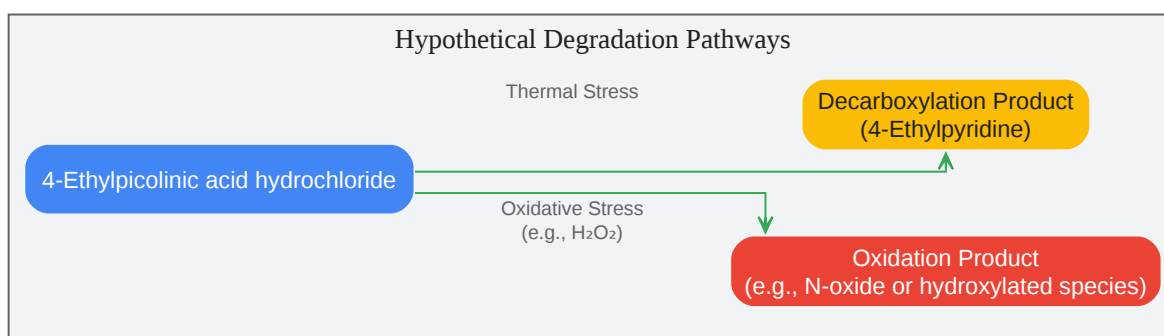 Hypothetical Degradation Pathways
Thermal Stress
Decarboxylation Product
(4-Ethylpyridine)
4-Ethylpicolinic acid hydrochloride
Oxidative Stress
(e.g., H₂O₂)
Oxidation Product
(e.g., N-oxide or hydroxylated species)